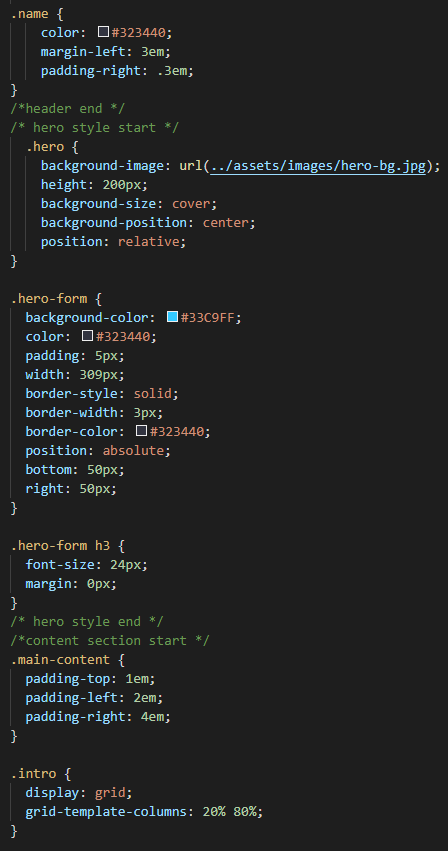 .name {
    color: #323440;
    margin-left: 3em;
    padding-right: .3em;
}
/*header end */
/* hero style start */
  .hero {
    background-image: url(../assets/images/hero-bg.jpg);
    height: 200px;
    background-size: cover;
    background-position: center;
    position: relative;
}

.hero-form {
  background-color: #33C9FF;
  color: #323440;
  padding: 5px;
  width: 309px;
  border-style: solid;
  border-width: 3px;
  border-color: #323440;
  position: absolute;
  bottom: 50px;
  right: 50px;
}

.hero-form h3 {
  font-size: 24px;
  margin: 0px;
}
/* hero style end */
/*content section start */
.main-content {
  padding-top: 1em;
  padding-left: 2em;
  padding-right: 4em;
}

.intro {
  display: grid;
  grid-template-columns: 20% 80%;
}